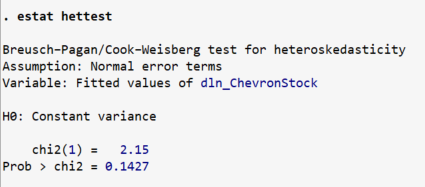 . estat hettest
Breusch–Pagan/Cook–Weisberg test for heteroskedasticity
Assumption: Normal error terms
Variable: Fitted values of dln_ChevronStock
H0: Constant variance
chi2(1) = 2.15
Prob > chi2 = 0.1427